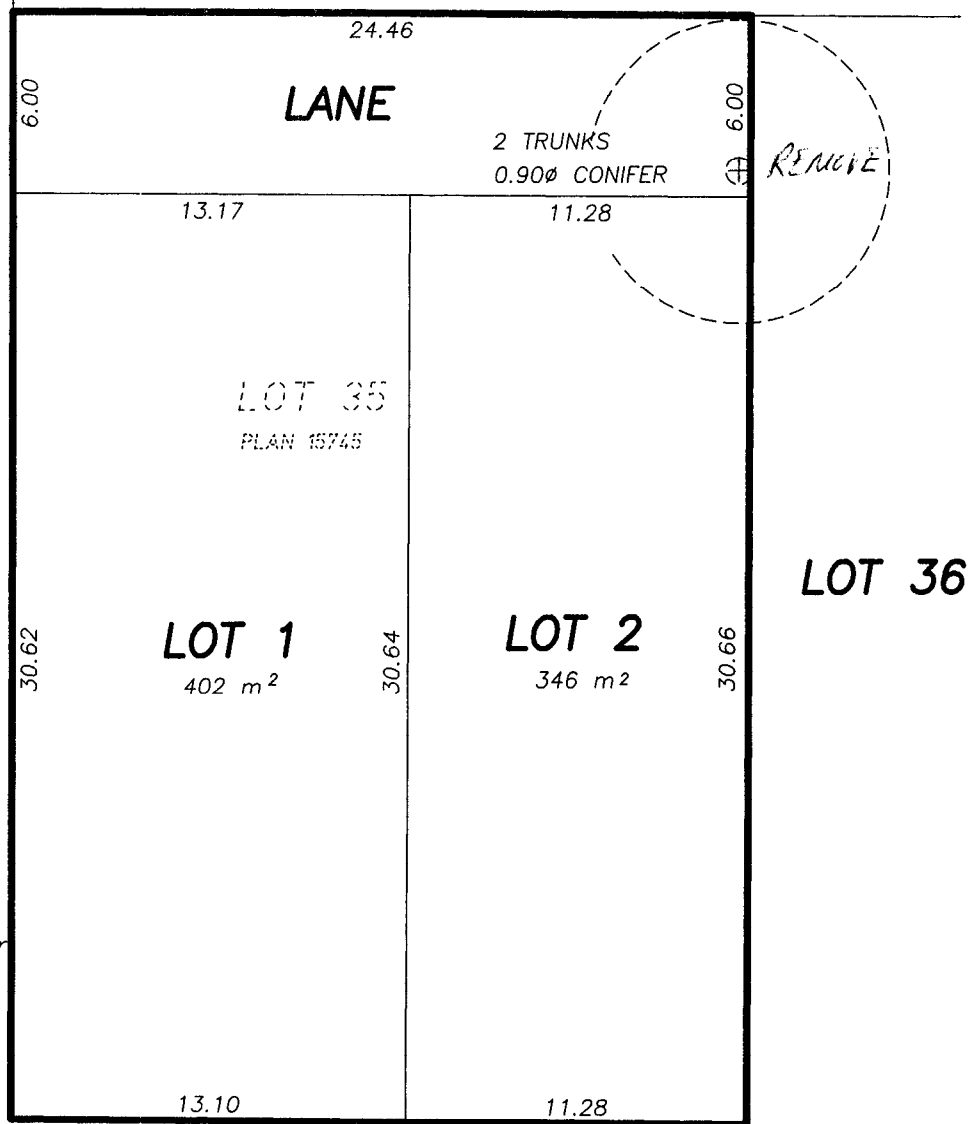 24.46
6.00
LANE
6.00
2 TRUNKS
0.90ø CONIFER
REMOVE
13.17
11.28
LOT 35
PLAN 15745
LOT 36
30.62
LOT 1
402 m²
30.64
LOT 2
346 m²
30.66
13.10
11.28